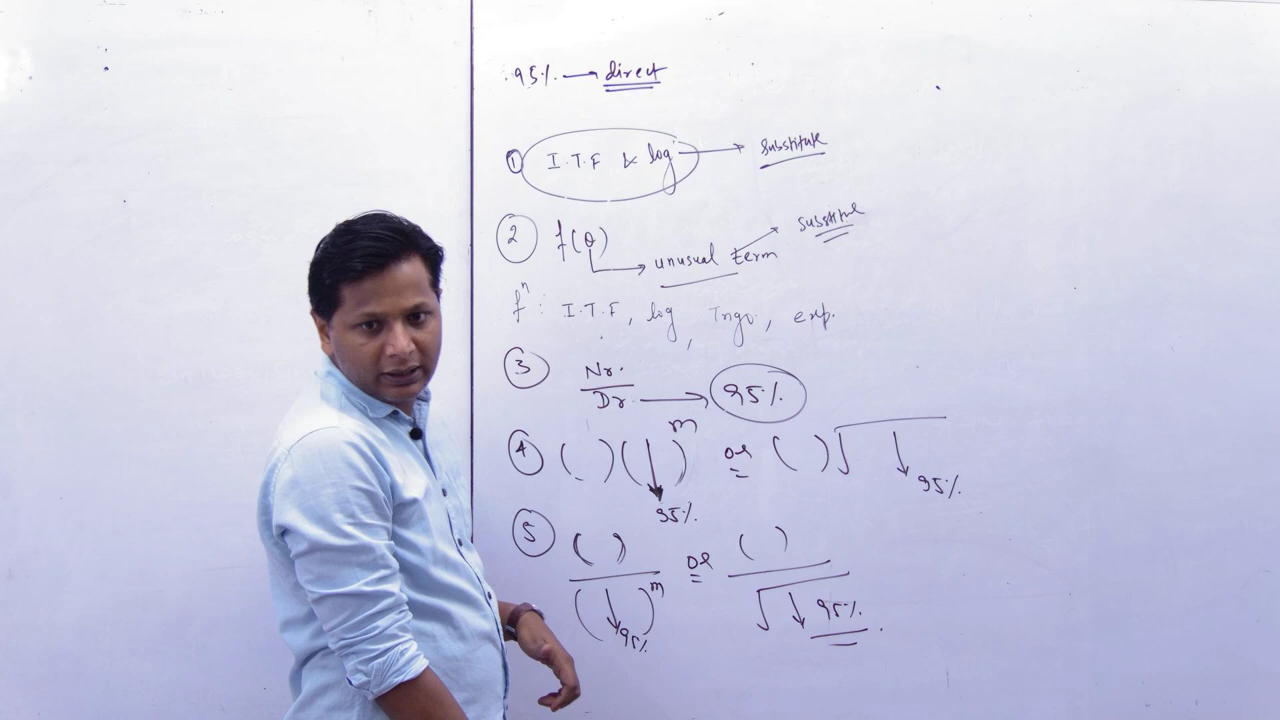 95% → direct
① I.T.F & log → substitute
② f(θ) → unusual term → substitute
fⁿ: I.T.F, log, Trigo, exp.
③ Nr./Dr → 95%
④ ( )( )ᵐ or ( )√
95% 95%
⑤ ( )/( )ᵐ or ( )/√
95% 95%